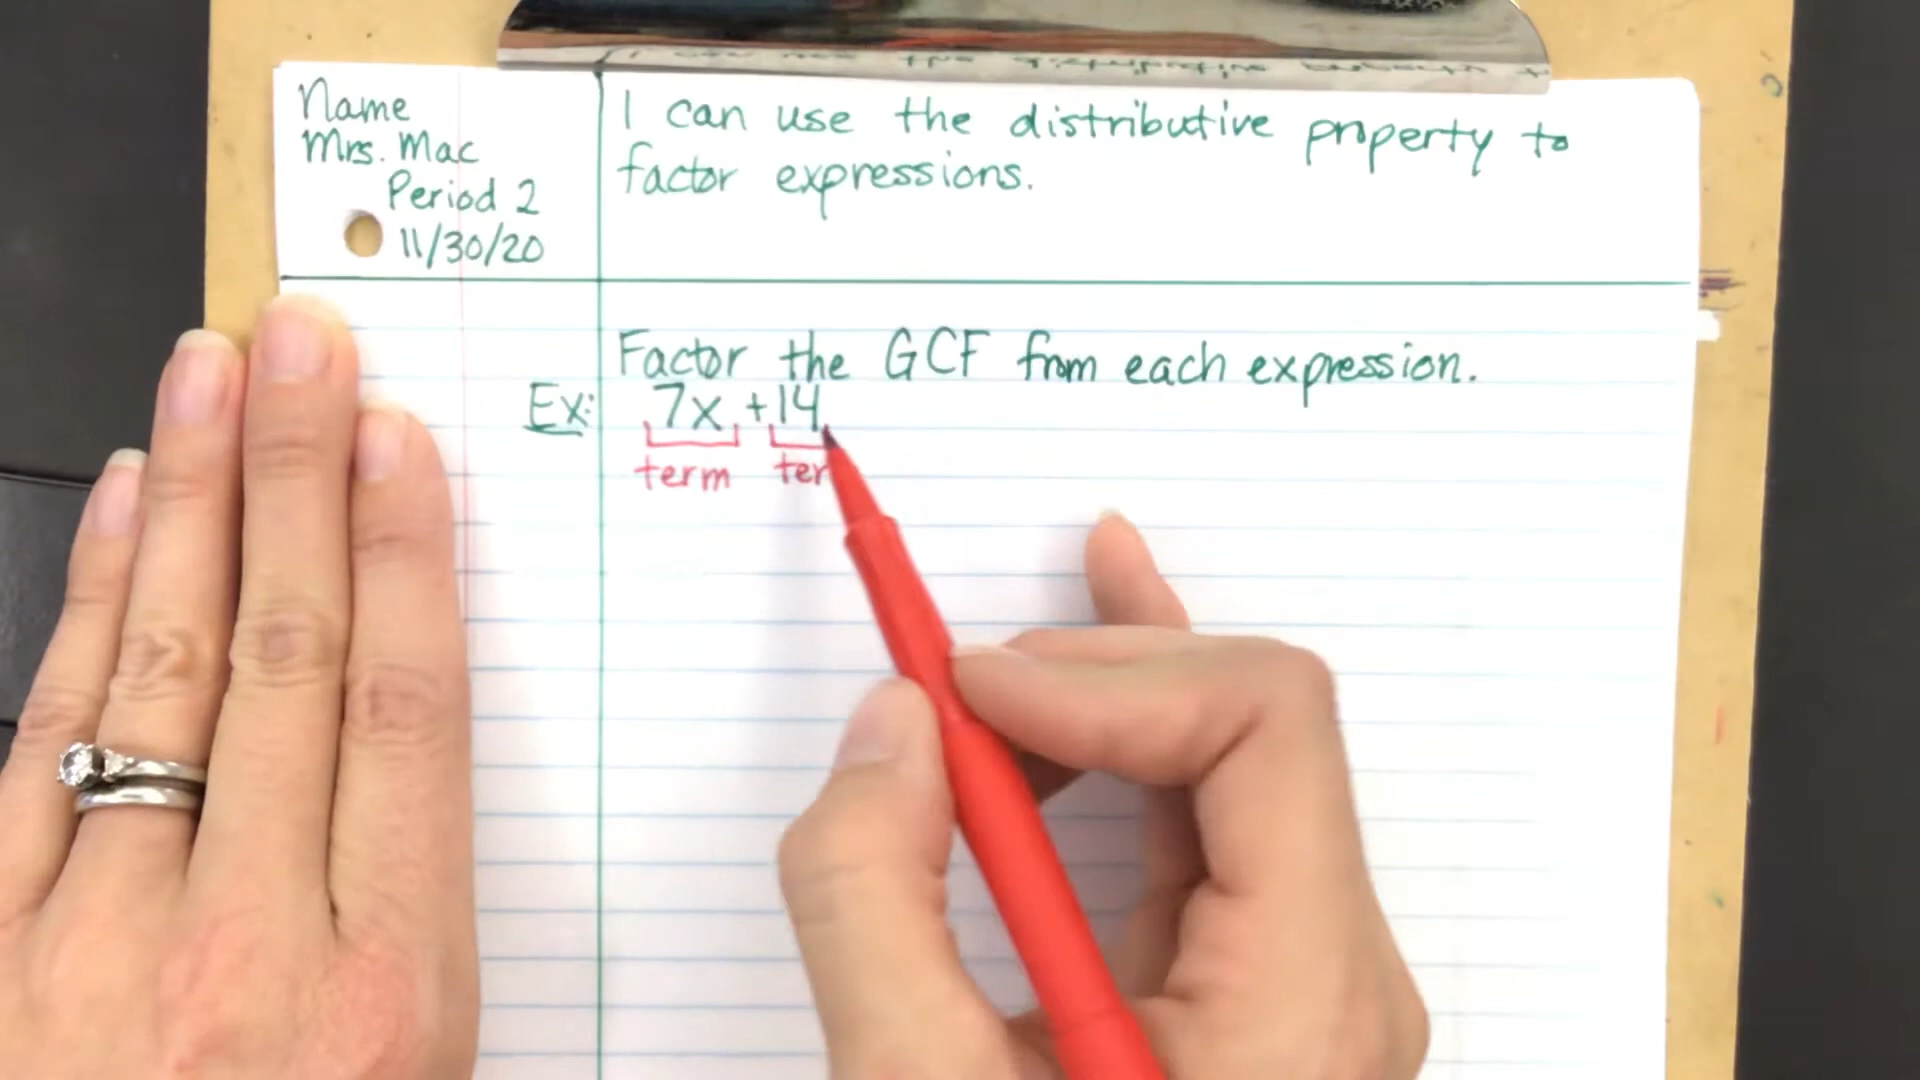 Name
Mrs. Mac
Period 2
11/30/20
I can use the distributive property to
factor expressions.
Factor the GCF from each expression.
Ex: 7x + 14
term ter